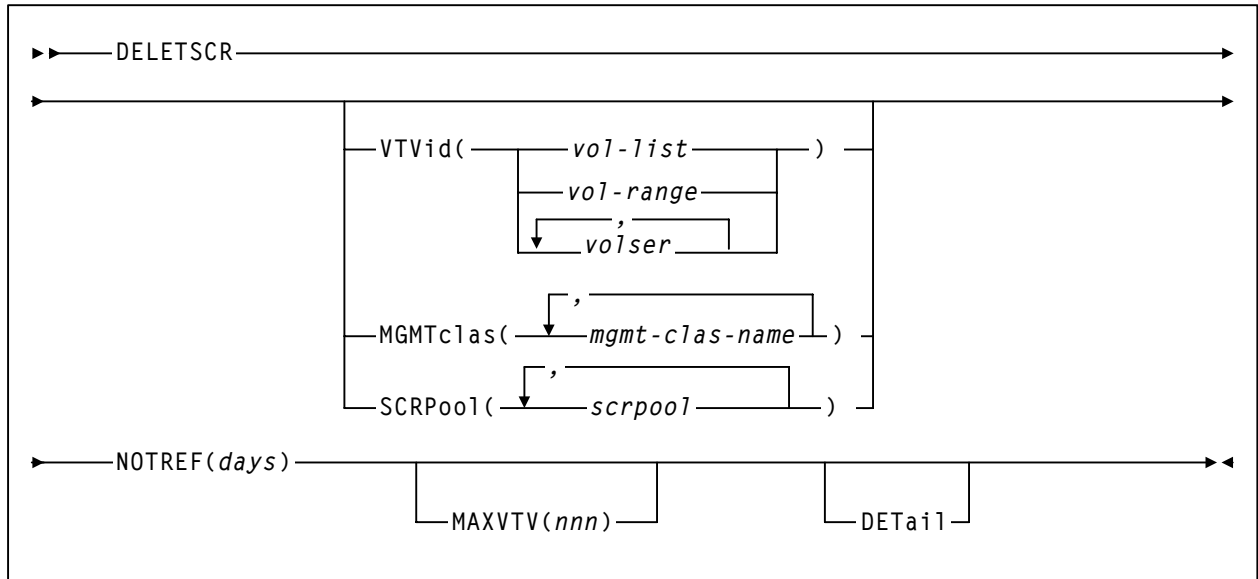 DELETSCR
VTVid( vol-list )
vol-range
,
volser
,
MGMTclas( mgmt-clas-name )
,
SCRPool( scrpool )
NOTREF(days)
MAXVTV(nnn) DETail